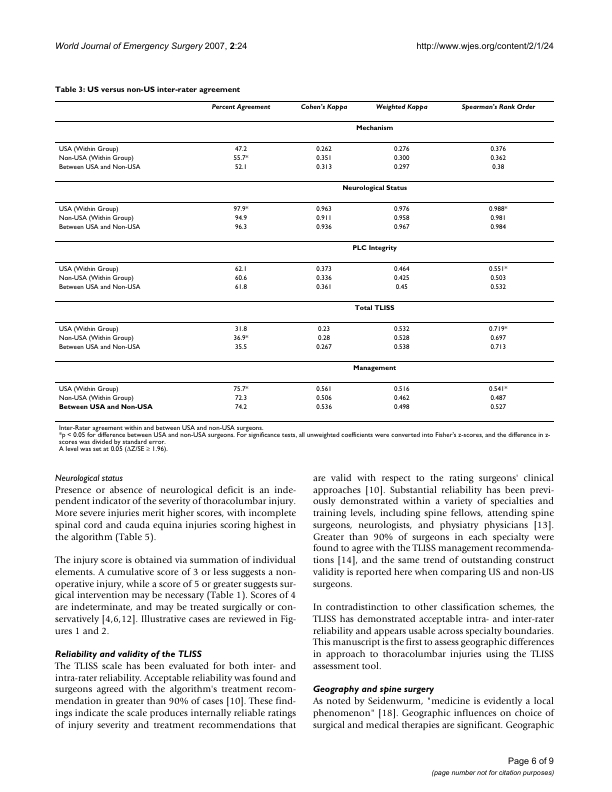 World Journal of Emergency Surgery 2007, 2:24
http://www.wjes.org/content/2/1/24
Table 3: US versus non-US inter-rater agreement
Percent Agreement Cohen's Kappa Weighted Kappa Spearman's Rank Order
Mechanism
USA (Within Group) 47.2 0.262 0.276 0.376
Non-USA (Within Group) 55.7* 0.351 0.300 0.362
Between USA and Non-USA 52.1 0.313 0.297 0.38
Neurological Status
USA (Within Group) 97.9* 0.963 0.976 0.988*
Non-USA (Within Group) 94.9 0.911 0.958 0.981
Between USA and Non-USA 96.3 0.936 0.967 0.984
PLC Integrity
USA (Within Group) 62.1 0.373 0.464 0.551*
Non-USA (Within Group) 60.6 0.336 0.425 0.503
Between USA and Non-USA 61.8 0.361 0.45 0.532
Total TLISS
USA (Within Group) 31.8 0.23 0.532 0.719*
Non-USA (Within Group) 36.9* 0.28 0.528 0.697
Between USA and Non-USA 35.5 0.267 0.538 0.713
Management
USA (Within Group) 75.7* 0.561 0.516 0.541*
Non-USA (Within Group) 72.3 0.506 0.462 0.487
Between USA and Non-USA 74.2 0.536 0.498 0.527
Inter-Rater agreement within and between USA and non-USA surgeons.
*p < 0.05 for difference between USA and non-USA surgeons. For significance tests, all unweighted coefficients were converted into Fisher's z-scores, and the difference in z-
scores was divided by standard error.
A level was set at 0.05 (ΔZ/SE ≥ 1.96).
Neurological status
Presence or absence of neurological deficit is an inde-
pendent indicator of the severity of thoracolumbar injury.
More severe injuries merit higher scores, with incomplete
spinal cord and cauda equina injuries scoring highest in
the algorithm (Table 5).
The injury score is obtained via summation of individual
elements. A cumulative score of 3 or less suggests a non-
operative injury, while a score of 5 or greater suggests sur-
gical intervention may be necessary (Table 1). Scores of 4
are indeterminate, and may be treated surgically or con-
servatively [4,6,12]. Illustrative cases are reviewed in Fig-
ures 1 and 2.
Reliability and validity of the TLISS
The TLISS scale has been evaluated for both inter- and
intra-rater reliability. Acceptable reliability was found and
surgeons agreed with the algorithm's treatment recom-
mendation in greater than 90% of cases [10]. These find-
ings indicate the scale produces internally reliable ratings
of injury severity and treatment recommendations that
are valid with respect to the rating surgeons' clinical
approaches [10]. Substantial reliability has been previ-
ously demonstrated within a variety of specialties and
training levels, including spine fellows, attending spine
surgeons, neurologists, and physiatry physicians [13].
Greater than 90% of surgeons in each specialty were
found to agree with the TLISS management recommenda-
tions [14], and the same trend of outstanding construct
validity is reported here when comparing US and non-US
surgeons.
In contradistinction to other classification schemes, the
TLISS has demonstrated acceptable intra- and inter-rater
reliability and appears usable across specialty boundaries.
This manuscript is the first to assess geographic differences
in approach to thoracolumbar injuries using the TLISS
assessment tool.
Geography and spine surgery
As noted by Seidenwurm, "medicine is evidently a local
phenomenon" [18]. Geographic influences on choice of
surgical and medical therapies are significant. Geographic
Page 6 of 9
(page number not for citation purposes)